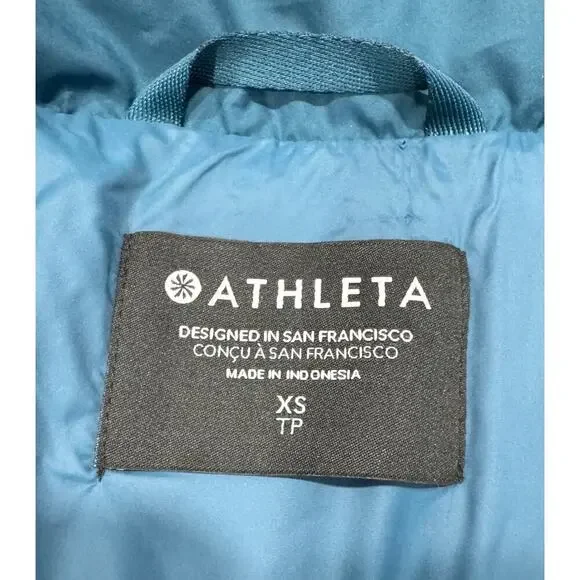 ATHLETA
DESIGNED IN SAN FRANCISCO
CONÇU À SAN FRANCISCO
MADE IN INDONESIA
XS
TP